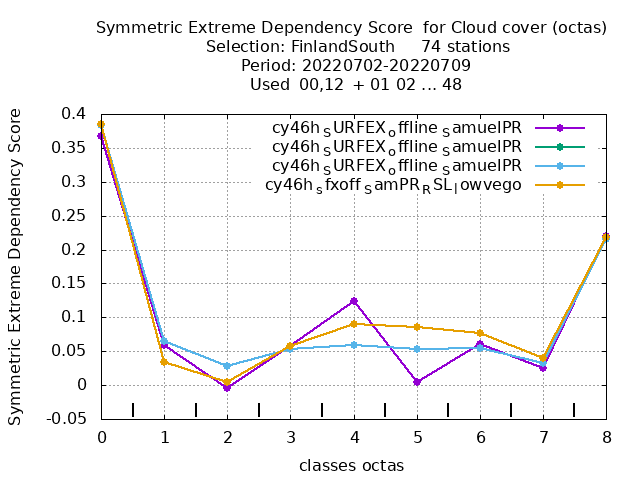 Symmetric Extreme Dependency Score  for Cloud cover (octas)
Selection: FinlandSouth     74 stations
Period: 20220702-20220709
Used  00,12  + 01 02 ... 48
Symmetric Extreme Dependency Score
cy46h_SURFEX_offline_SamuelPR
cy46h_SURFEX_offline_SamuelPR
cy46h_SURFEX_offline_SamuelPR
cy46h_sfxoff_SamPR_RSL_lowvego
0.4
0.35
0.3
0.25
0.2
0.15
0.1
0.05
0
-0.05
0 1 2 3 4 5 6 7 8
classes octas